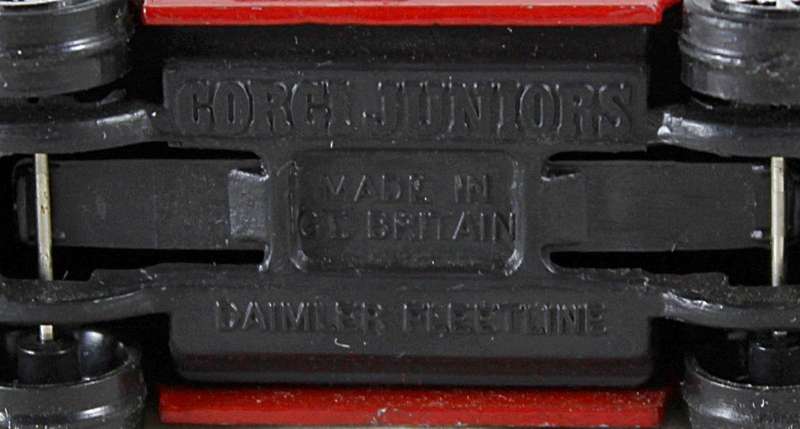 CORGI JUNIORS
MADE IN
GT. BRITAIN
DAIMLER FLEETLINE